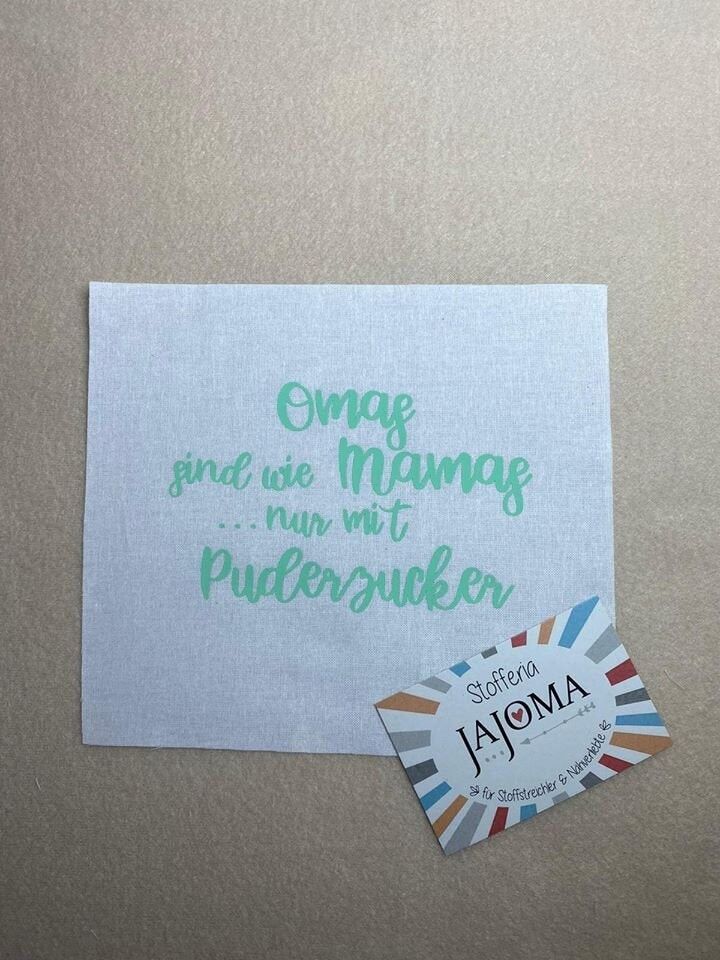 Omas
sind wie Mamas
...nur mit
Puderzucker
Stofferia
JAJOMA
für Stoffstreichler & Nähverliebte